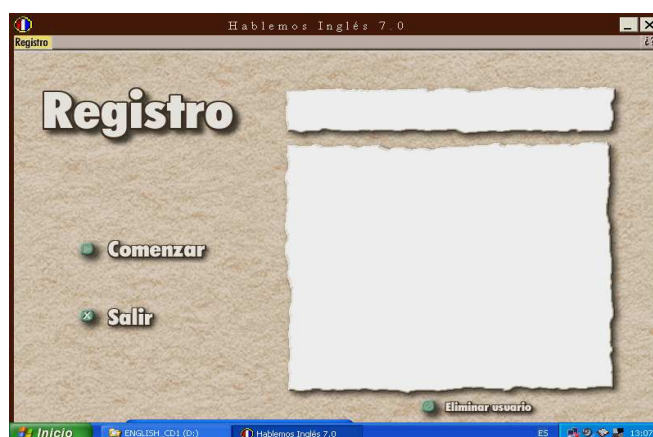 Hablemos Inglés 7.0
Registro
¿?
Registro
Comenzar
Salir
Eliminar usuario
Inicio
ENGLISH_CD1 (D:)
Hablemos Inglés 7.0
ES
13:07